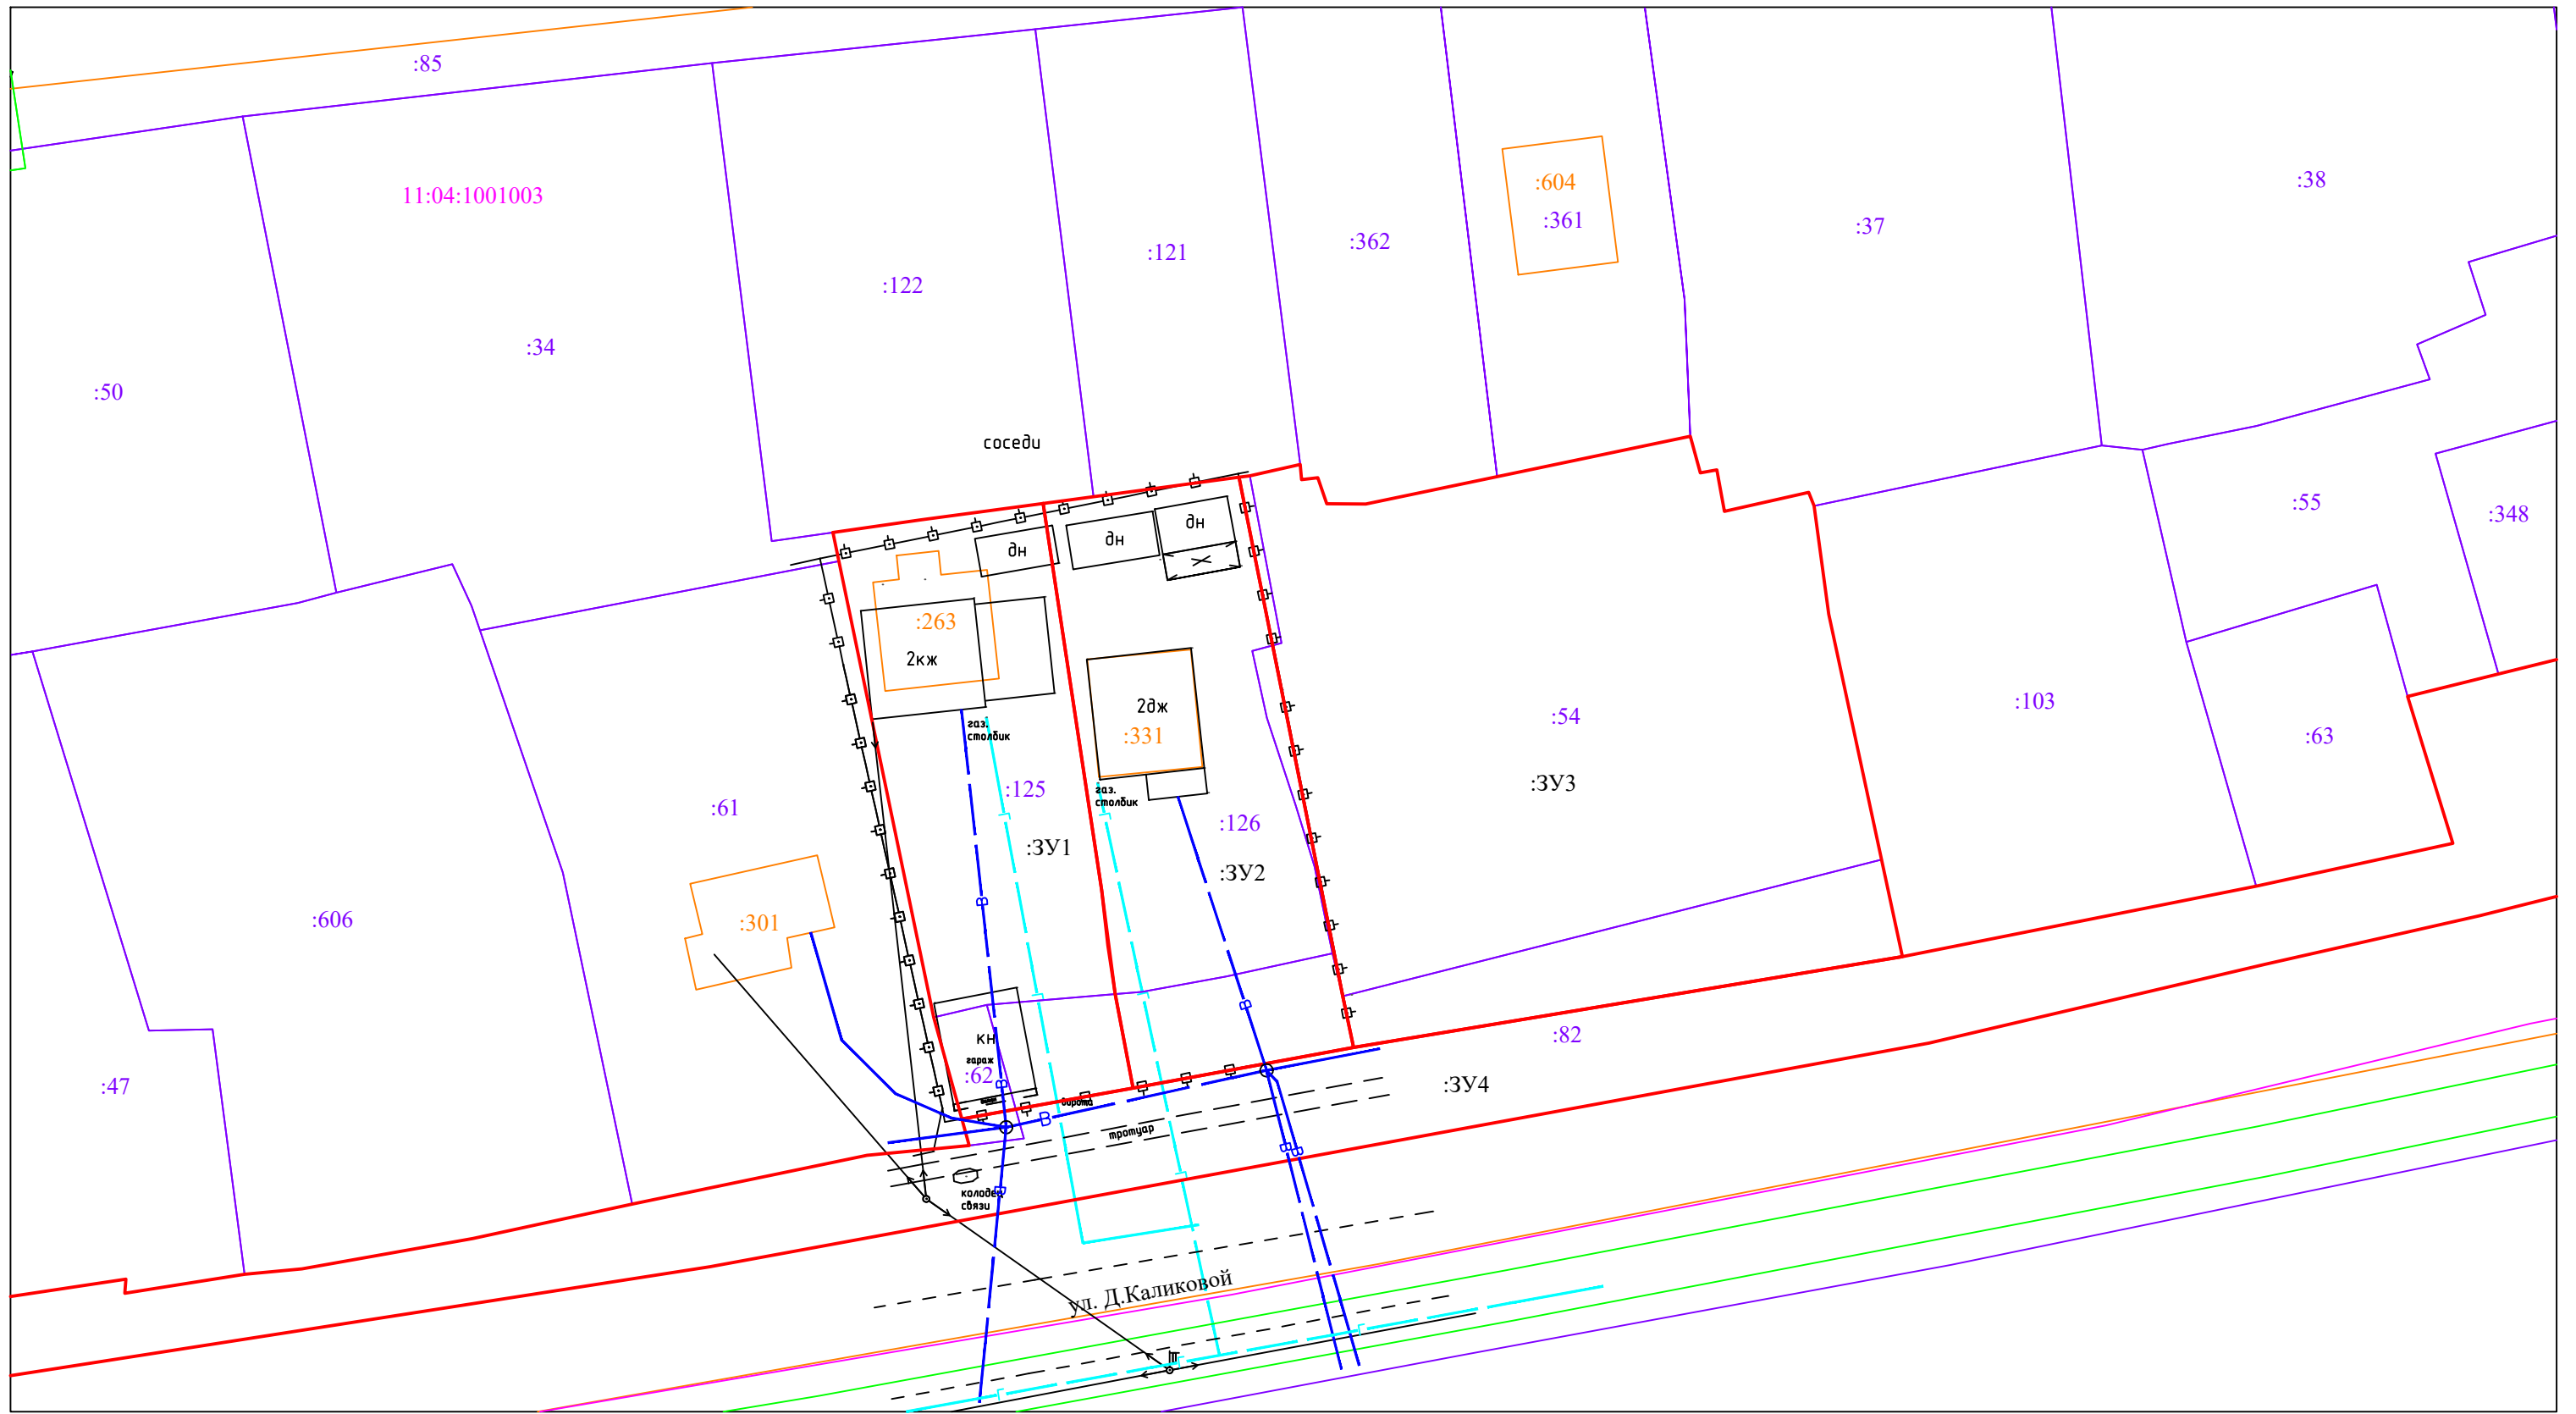 :85
11:04:1001003
:604
:361
:38
:37
:121
:362
:122
:34
:50
соседи
:55
:348
дн
дн
дн
:263
2кж
2дж
:331
:54
:103
:63
газ.
столбик
:125
газ.
столбик
:ЗУ3
:61
:126
:ЗУ1
:ЗУ2
В
:606
:301
В
:82
кн
гараж
:62
В
:ЗУ4
:47
ворота
В
тротуар
В
В
колодец
связи
В
ул. Д.Каликовой